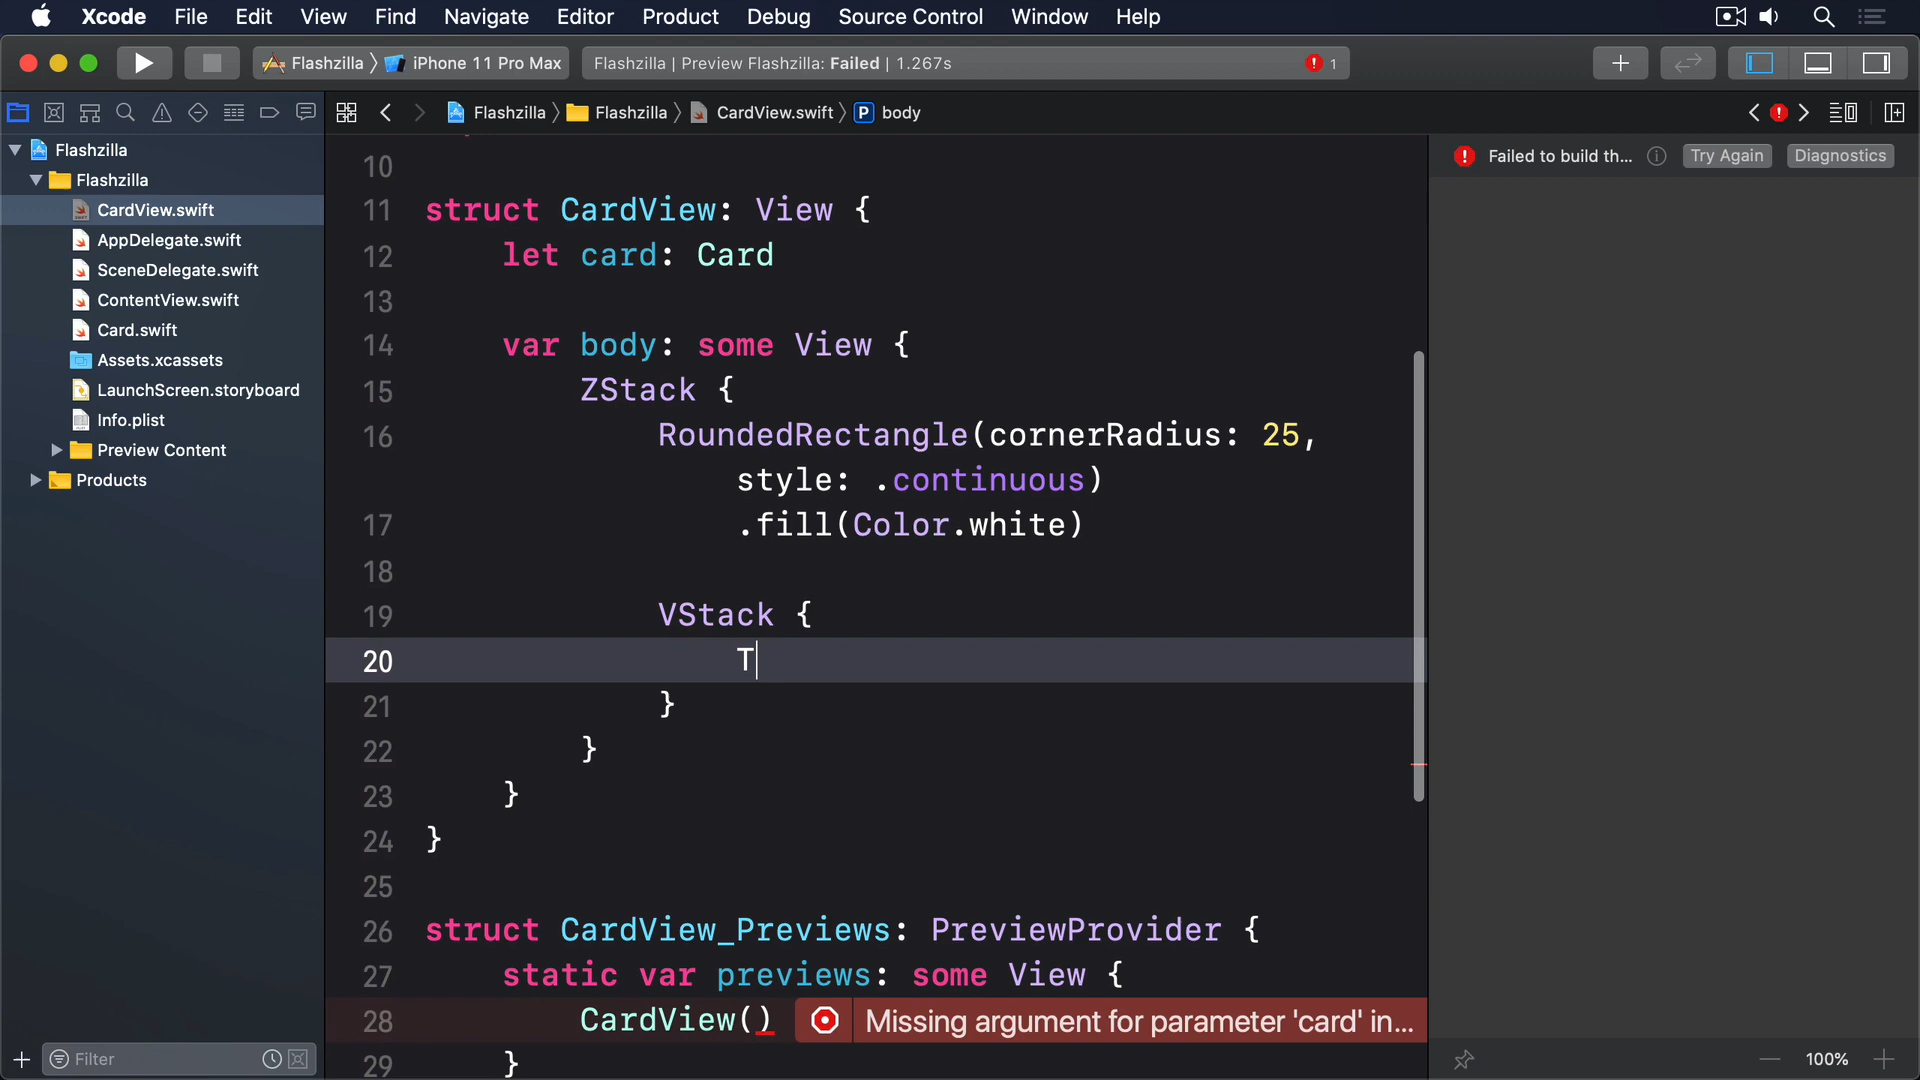 Xcode File Edit View Find Navigate Editor Product Debug Source Control Window Help
Flashzilla iPhone 11 Pro Max Flashzilla | Preview Flashzilla: Failed | 1.267s 1
Flashzilla Flashzilla CardView.swift P body
Failed to build th... Try Again Diagnostics
Flashzilla
Flashzilla
CardView.swift
AppDelegate.swift
SceneDelegate.swift
ContentView.swift
Card.swift
Assets.xcassets
LaunchScreen.storyboard
Info.plist
Preview Content
Products
Filter
10
11 struct CardView: View {
12 let card: Card
13
14 var body: some View {
15 ZStack {
16 RoundedRectangle(cornerRadius: 25,
style: .continuous)
17 .fill(Color.white)
18
19 VStack {
20 T
21 }
22 }
23 }
24 }
25
26 struct CardView_Previews: PreviewProvider {
27 static var previews: some View {
28 CardView() Missing argument for parameter 'card' in...
29 }
100%